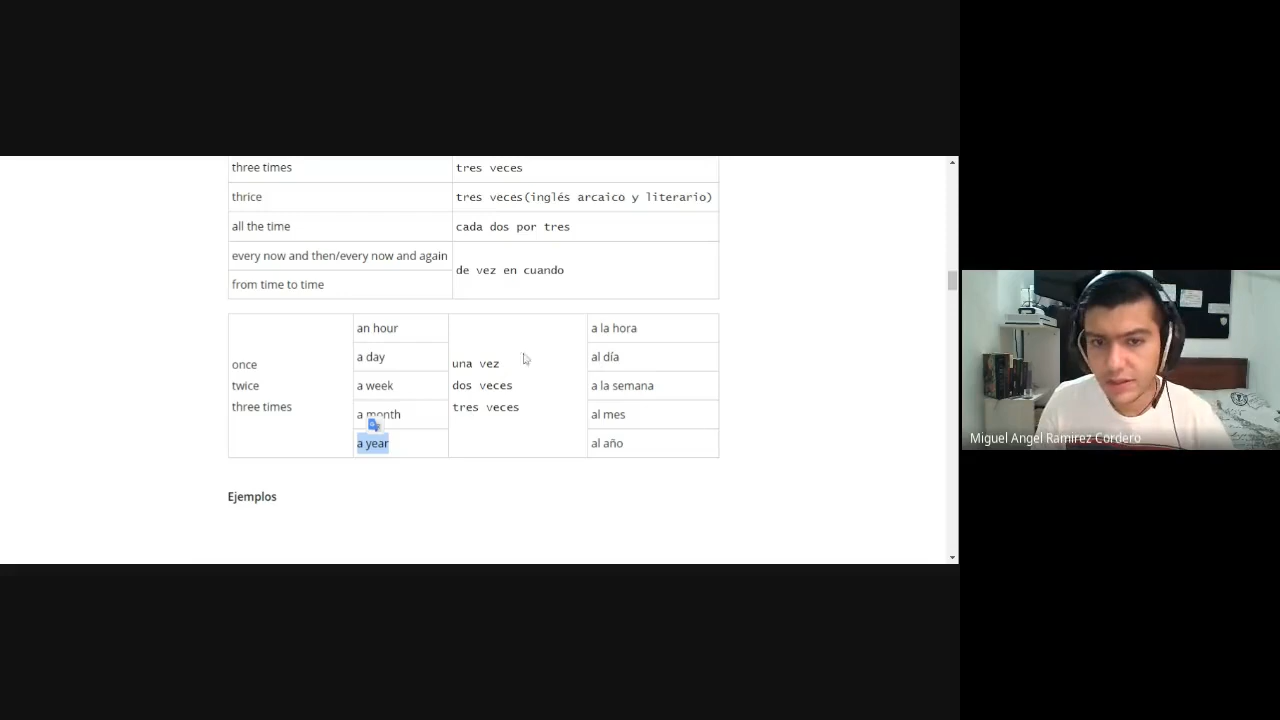 three times tres veces
thrice tres veces(inglés arcaico y literario)
all the time cada dos por tres
every now and then/every now and again
de vez en cuando
from time to time
an hour a la hora
once una vez
a day al día
twice dos veces
a week a la semana
three times tres veces
a month al mes
a year al año
Ejemplos
Miguel Angel Ramirez Cordero